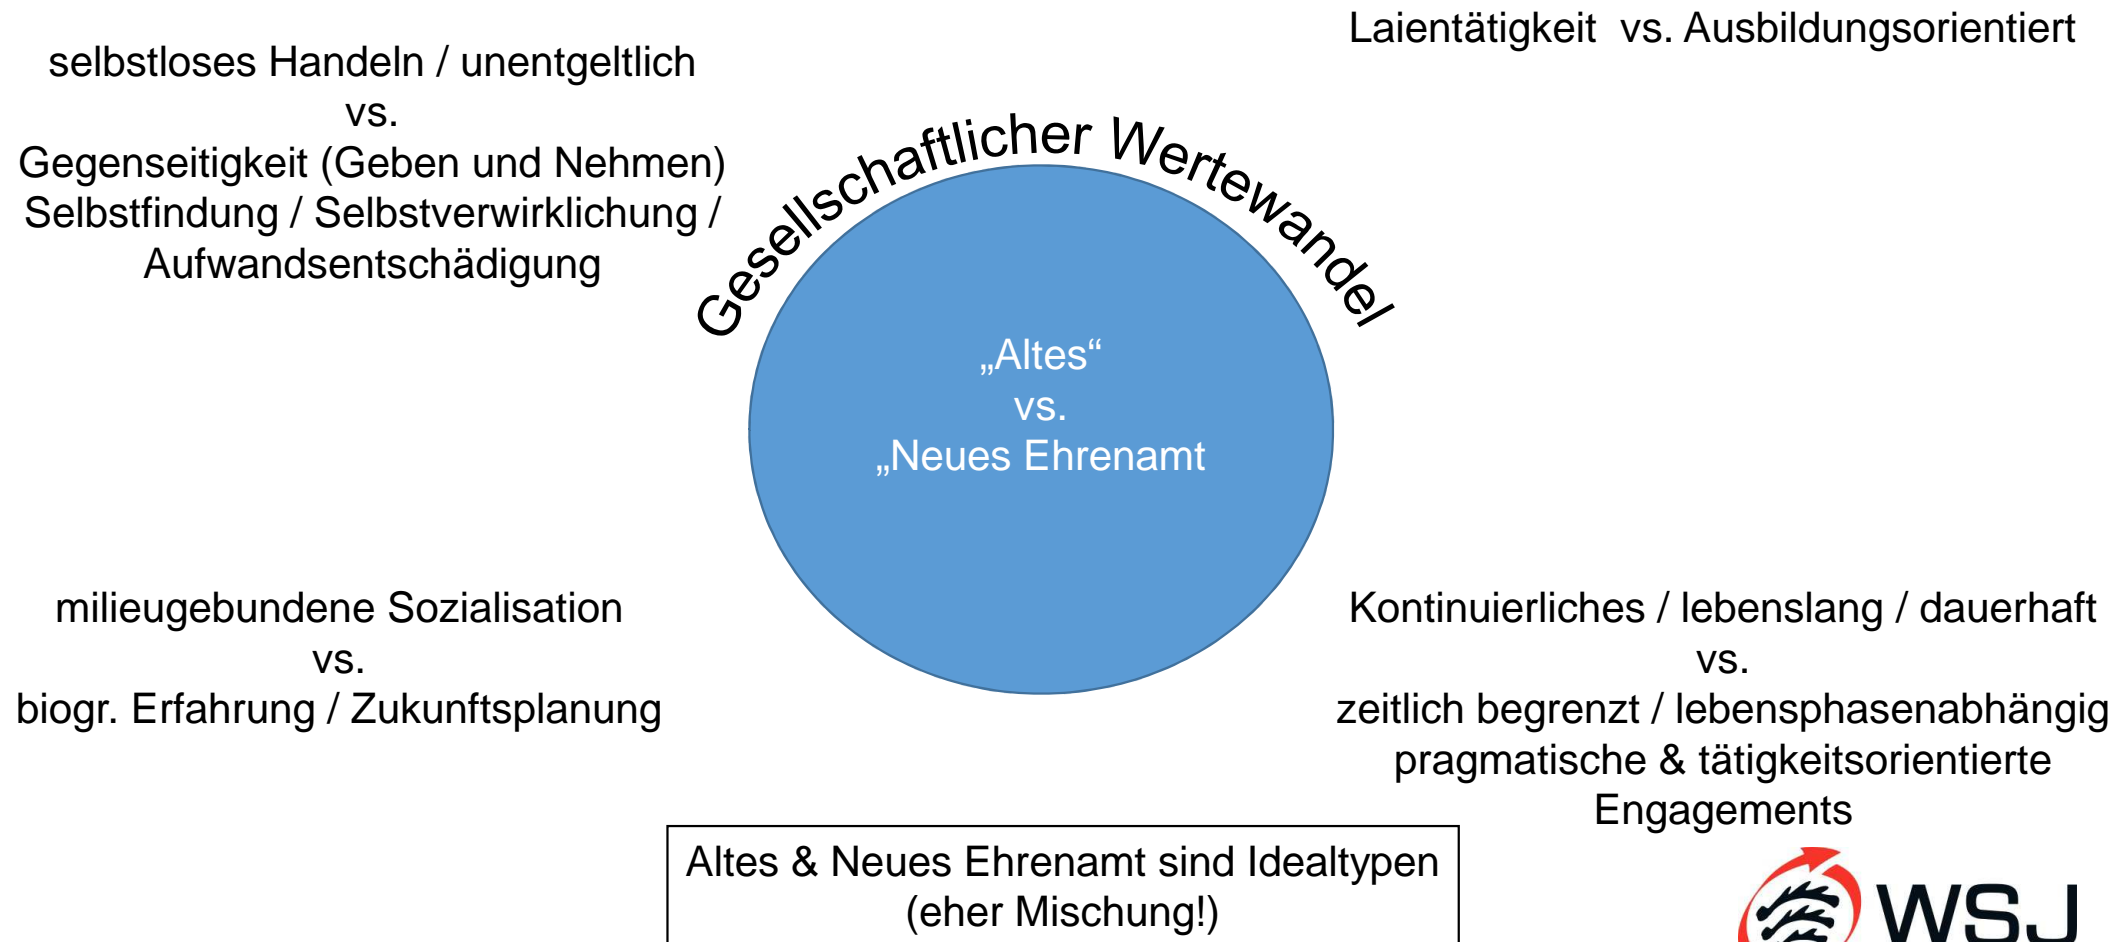 Laientätigkeit  vs. Ausbildungsorientiert
selbstloses Handeln / unentgeltlich
vs.
Gegenseitigkeit (Geben und Nehmen)
Selbstfindung / Selbstverwirklichung /
Aufwandsentschädigung
Gesellschaftlicher Wertewandel
„Altes“
vs.
„Neues Ehrenamt
milieugebundene Sozialisation
vs.
biogr. Erfahrung / Zukunftsplanung
Kontinuierliches / lebenslang / dauerhaft
vs.
zeitlich begrenzt / lebensphasenabhängig
pragmatische & tätigkeitsorientierte
Engagements
Altes & Neues Ehrenamt sind Idealtypen
(eher Mischung!)
WSJ